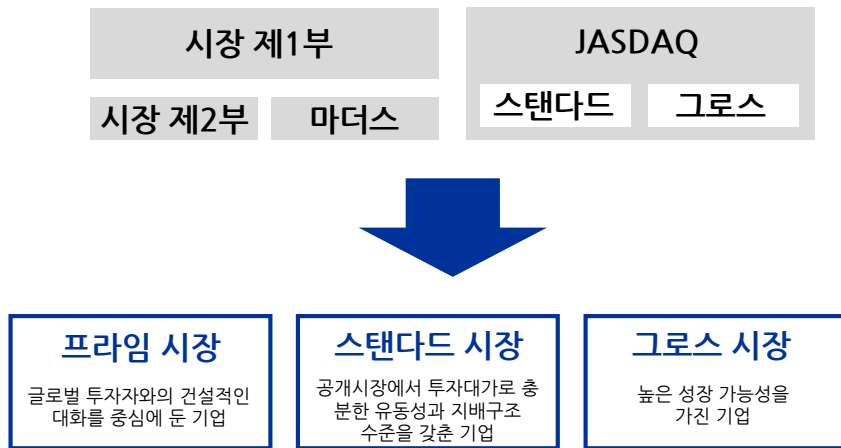 시장 제1부
JASDAQ
스탠다드
그로스
시장 제2부
마더스
프라임 시장
글로벌 투자자와의 건설적인
대화를 중심에 둔 기업
스탠다드 시장
공개시장에서 투자대가로 충
분한 유동성과 지배구조
수준을 갖춘 기업
그로스 시장
높은 성장 가능성을
가진 기업